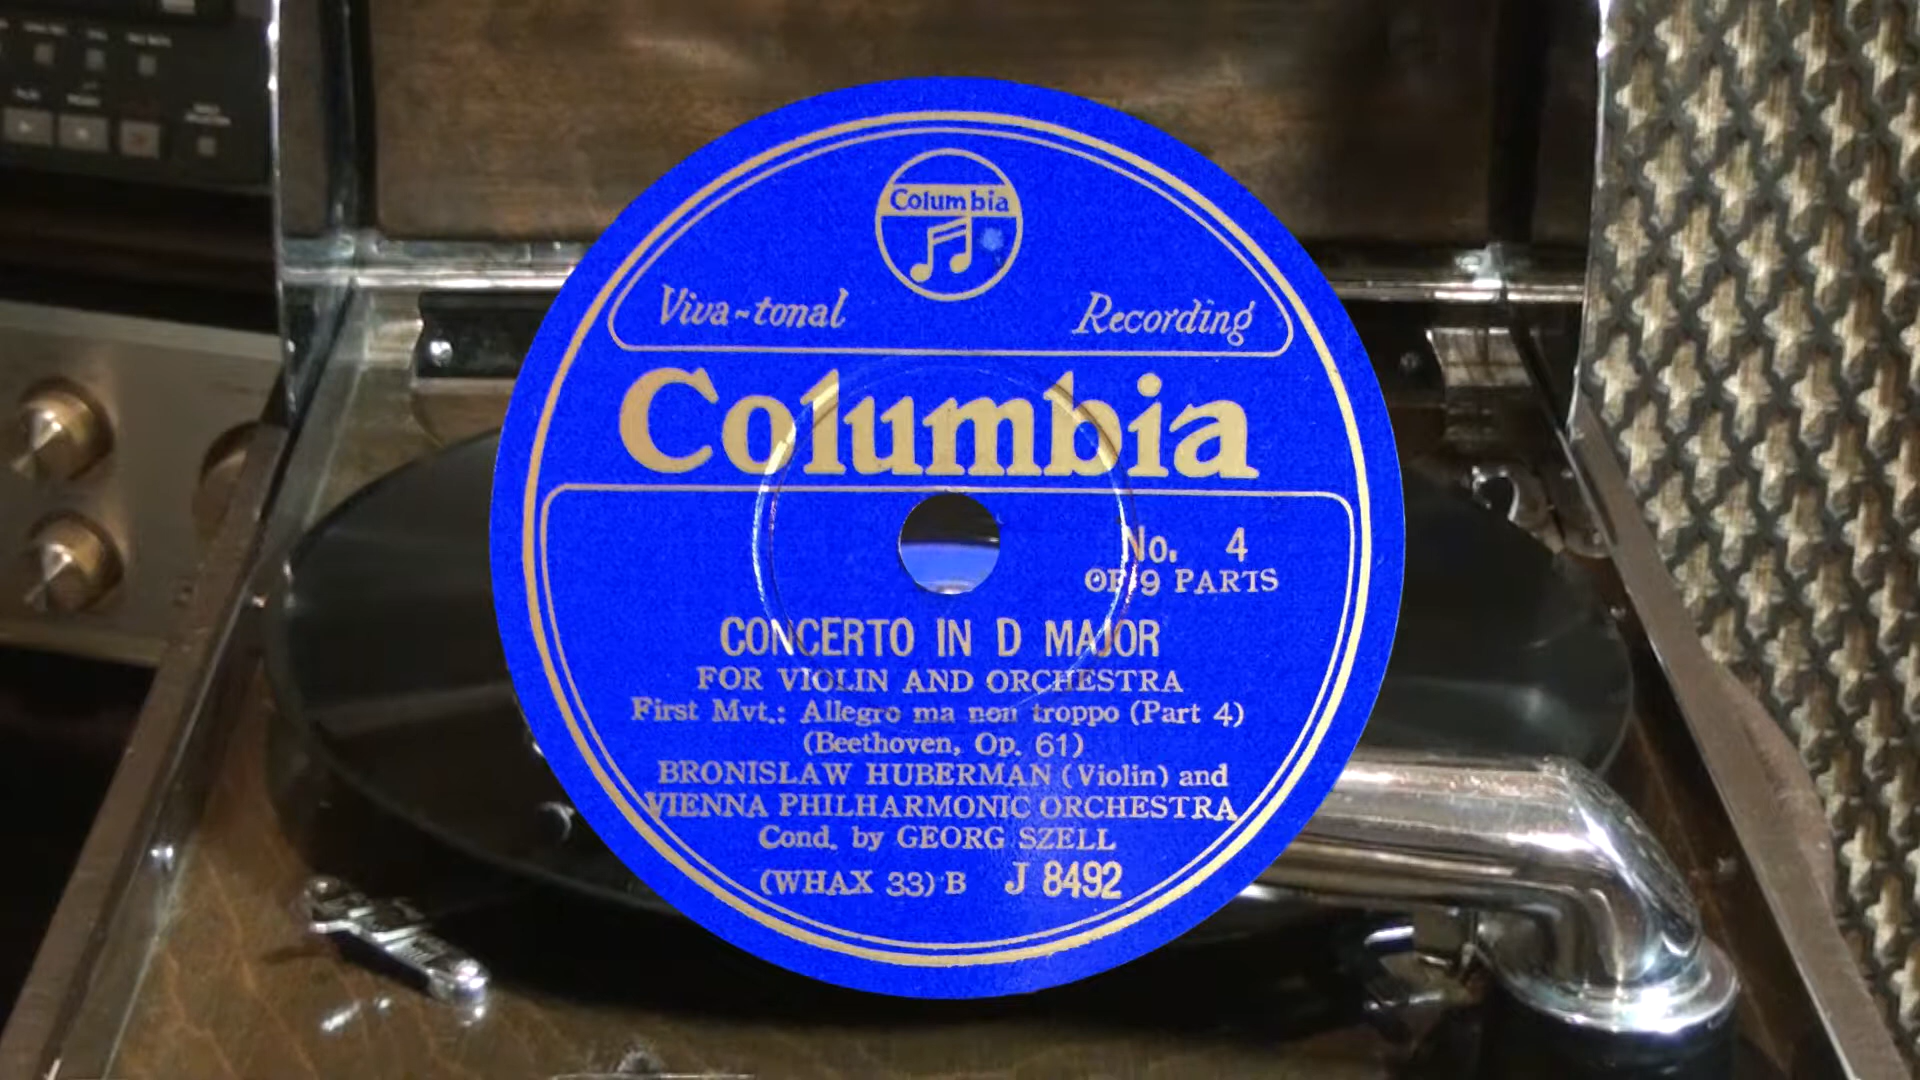 Columbia
Viva-tonal Recording
Columbia
No. 4
OF 9 PARTS
CONCERTO IN D MAJOR
FOR VIOLIN AND ORCHESTRA
First Mvt.: Allegro ma non troppo (Part 4)
(Beethoven, Op. 61)
BRONISLAW HUBERMAN (Violin) and
VIENNA PHILHARMONIC ORCHESTRA
Cond. by GEORG SZELL
(WHAX 33) B J 8492